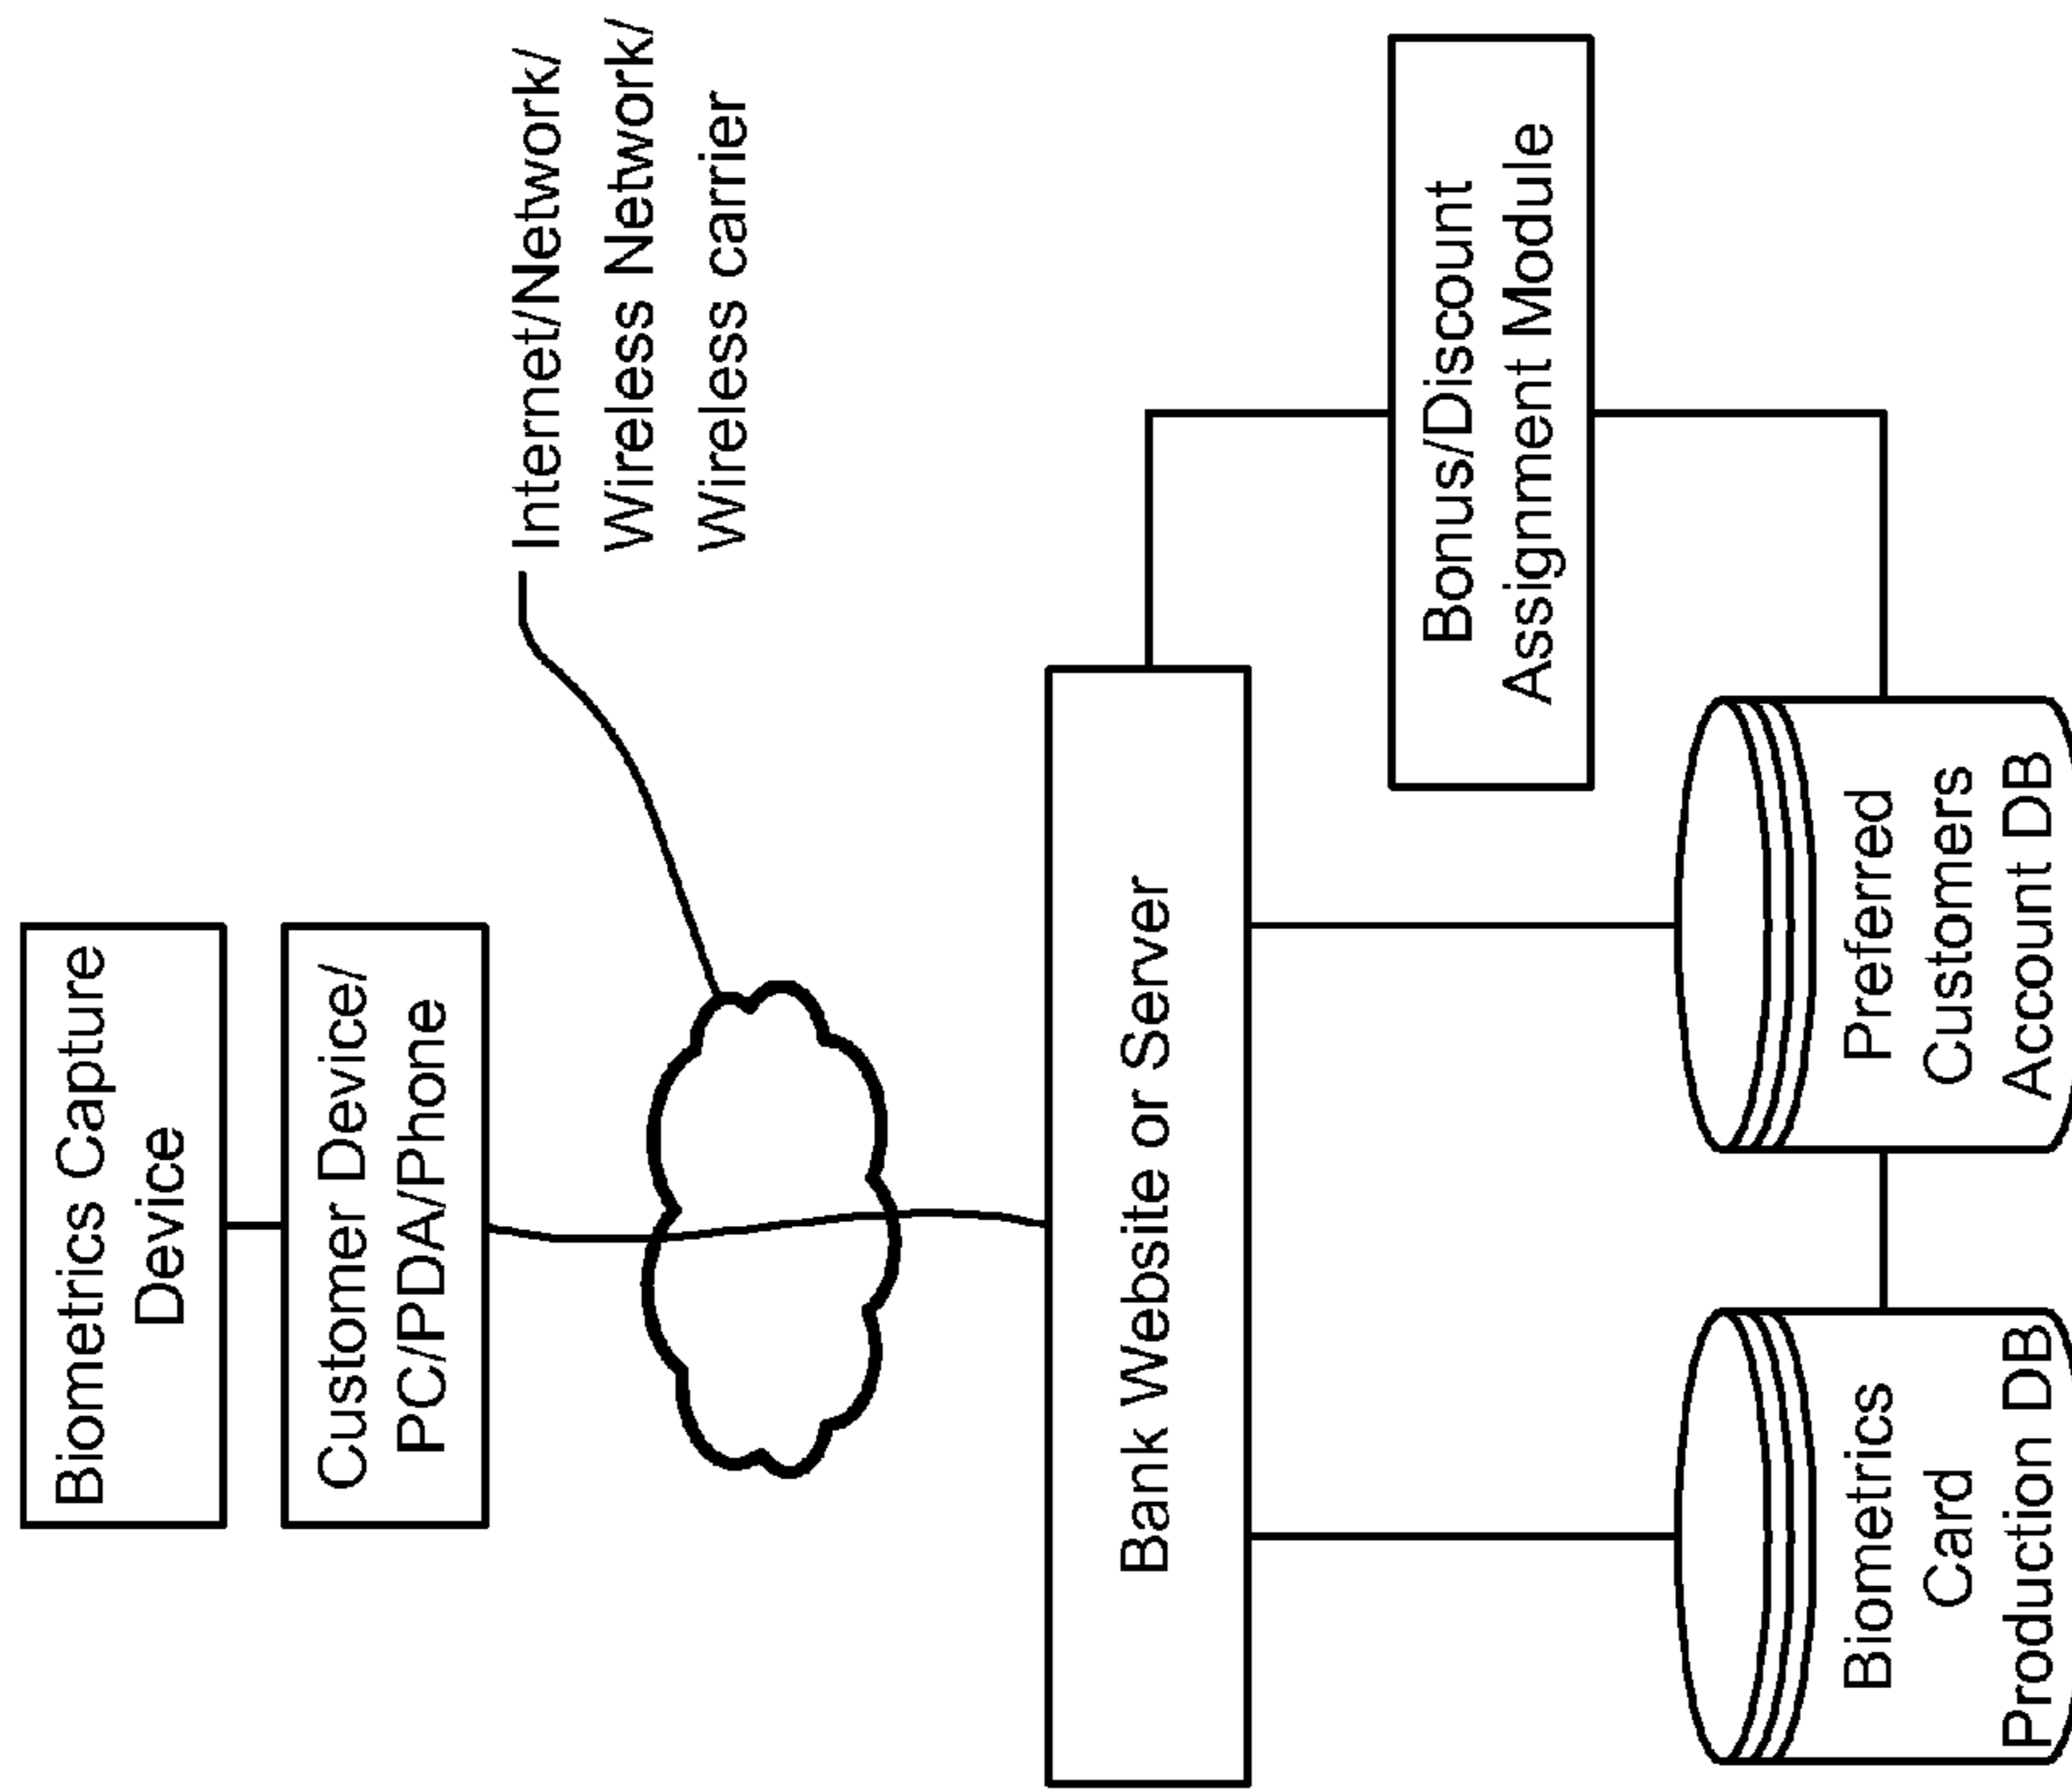 Biometrics Capture
Device
Customer Device/
PC/PDA/Phone
Internet/Network/
Wireless Network/
Wireless carrier
Bank Website or Server
Bonus/Discount
Assignment Module
Biometrics
Card
Production DB
Preferred
Customers
Account DB